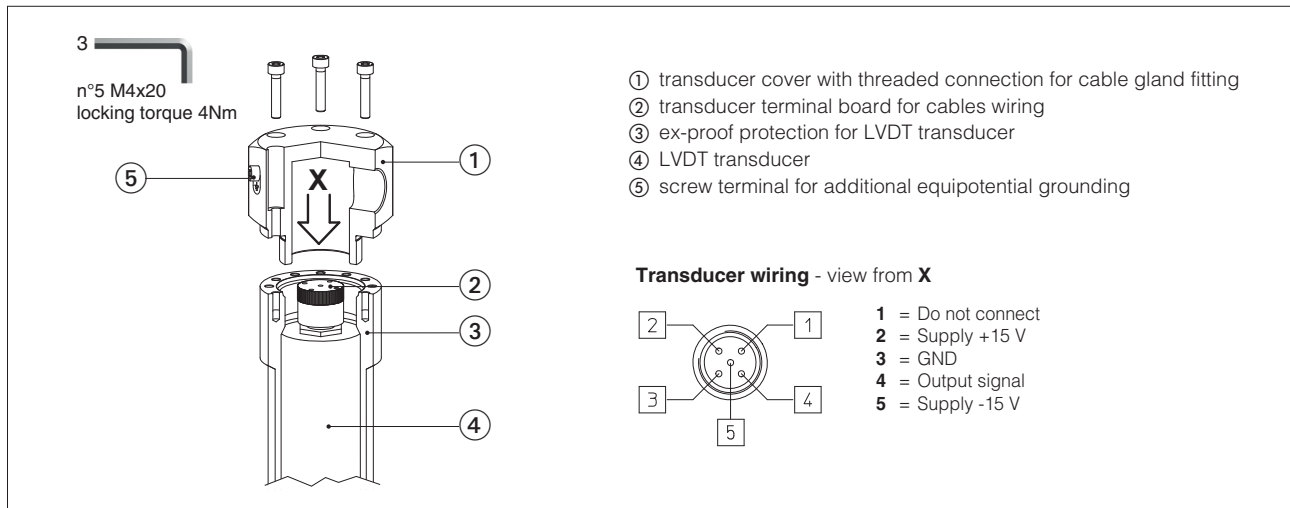 3
n°5 M4x20
locking torque 4Nm
5
X
1
2
3
4
① transducer cover with threaded connection for cable gland fitting
② transducer terminal board for cables wiring
③ ex-proof protection for LVDT transducer
④ LVDT transducer
⑤ screw terminal for additional equipotential grounding
Transducer wiring - view from X
2
1
3
4
5
1 = Do not connect
2 = Supply +15 V
3 = GND
4 = Output signal
5 = Supply -15 V